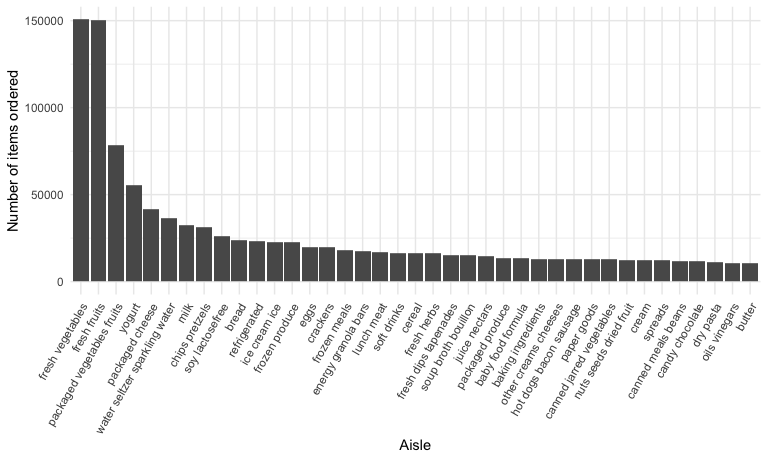 Number of items ordered
150000
100000
50000
0
fresh vegetables
fresh fruits
packaged vegetables fruits
yogurt
packaged cheese
water seltzer sparkling water
milk
chips pretzels
soy lactosefree
bread
refrigerated
ice cream ice
frozen produce
eggs
crackers
frozen meals
energy granola bars
lunch meat
soft drinks
cereal
fresh herbs
fresh dips tapenades
soup broth bouillon
juice nectars
packaged produce
baby food formula
baking ingredients
other creams cheeses
hot dogs bacon sausage
paper goods
canned jarred vegetables
nuts seeds dried fruit
cream
spreads
canned meals beans
candy chocolate
dry pasta
oils vinegars
butter
Aisle